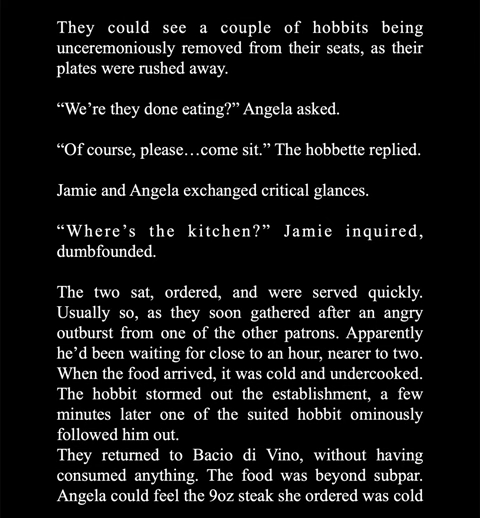 They could see a couple of hobbits being
unceremoniously removed from their seats, as their
plates were rushed away.
“We’re they done eating?” Angela asked.
“Of course, please…come sit.” The hobbette replied.
Jamie and Angela exchanged critical glances.
“Where’s the kitchen?” Jamie inquired,
dumbfounded.
The two sat, ordered, and were served quickly.
Usually so, as they soon gathered after an angry
outburst from one of the other patrons. Apparently
he’d been waiting for close to an hour, nearer to two.
When the food arrived, it was cold and undercooked.
The hobbit stormed out the establishment, a few
minutes later one of the suited hobbit ominously
followed him out.
They returned to Bacio di Vino, without having
consumed anything. The food was beyond subpar.
Angela could feel the 9oz steak she ordered was cold